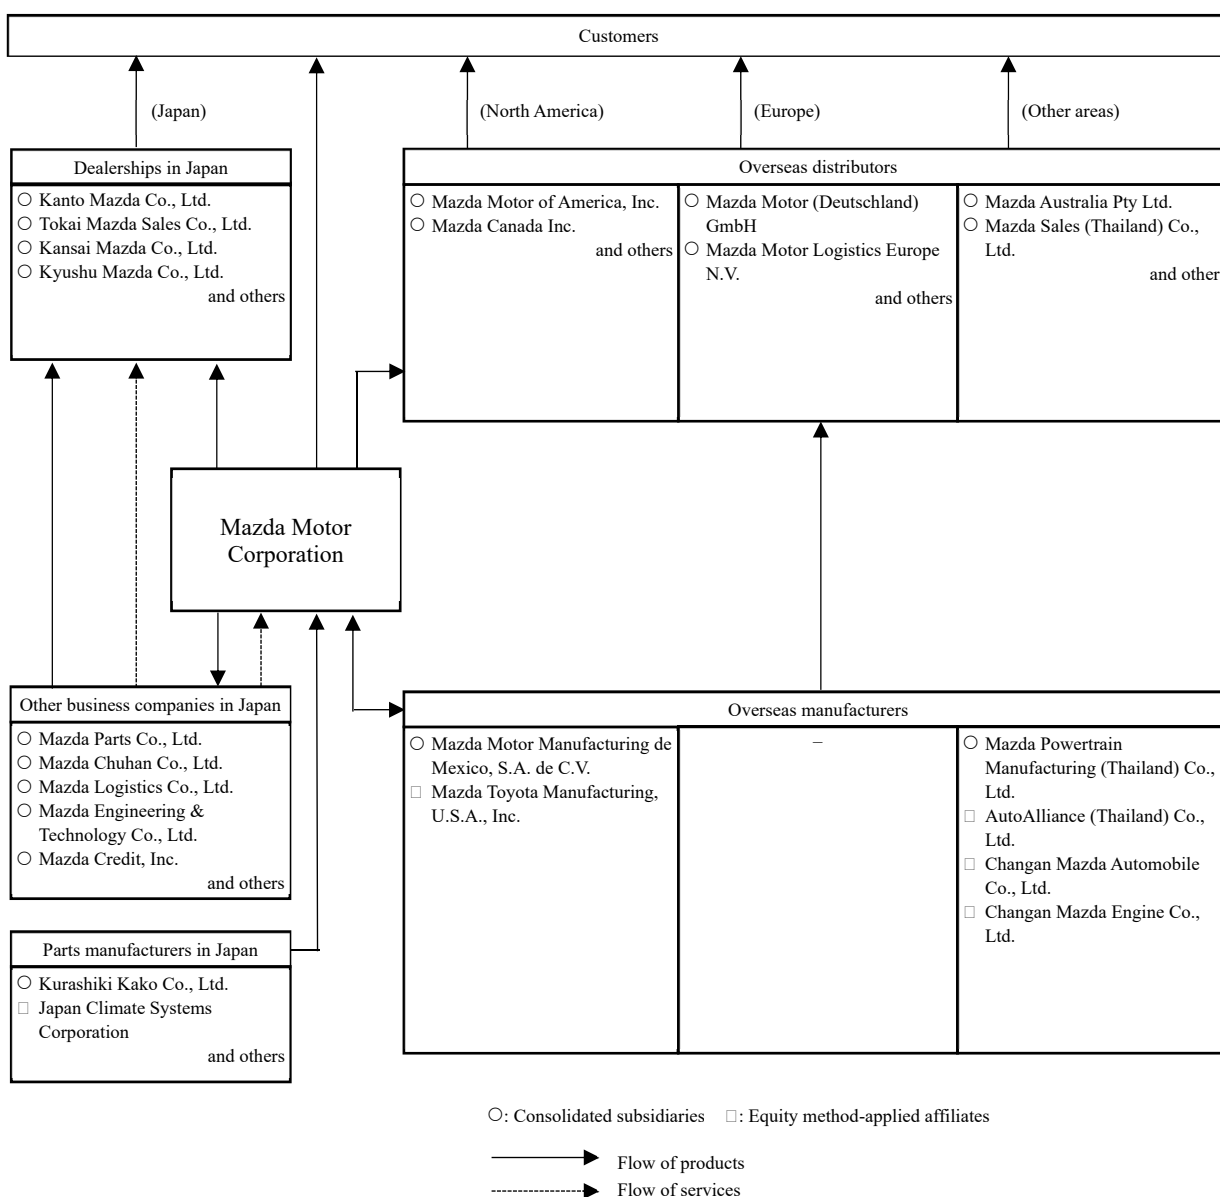 Customers
(Japan)
(North America)
(Europe)
(Other areas)
Dealerships in Japan
○ Kanto Mazda Co., Ltd.
○ Tokai Mazda Sales Co., Ltd.
○ Kansai Mazda Co., Ltd.
○ Kyushu Mazda Co., Ltd.
and others
Overseas distributors
○ Mazda Motor of America, Inc.
○ Mazda Canada Inc.
and others
○ Mazda Motor (Deutschland)
GmbH
○ Mazda Motor Logistics Europe
N.V.
and others
○ Mazda Australia Pty Ltd.
○ Mazda Sales (Thailand) Co.,
Ltd.
and other
Mazda Motor
Corporation
Other business companies in Japan
○ Mazda Parts Co., Ltd.
○ Mazda Chuhan Co., Ltd.
○ Mazda Logistics Co., Ltd.
○ Mazda Engineering &
Technology Co., Ltd.
○ Mazda Credit, Inc.
and others
Parts manufacturers in Japan
○ Kurashiki Kako Co., Ltd.
□ Japan Climate Systems
Corporation
and others
Overseas manufacturers
○ Mazda Motor Manufacturing de
Mexico, S.A. de C.V.
□ Mazda Toyota Manufacturing,
U.S.A., Inc.
–
○ Mazda Powertrain
Manufacturing (Thailand) Co.,
Ltd.
□ AutoAlliance (Thailand) Co.,
Ltd.
□ Changan Mazda Automobile
Co., Ltd.
□ Changan Mazda Engine Co.,
Ltd.
○: Consolidated subsidiaries □: Equity method-applied affiliates
Flow of products
Flow of services